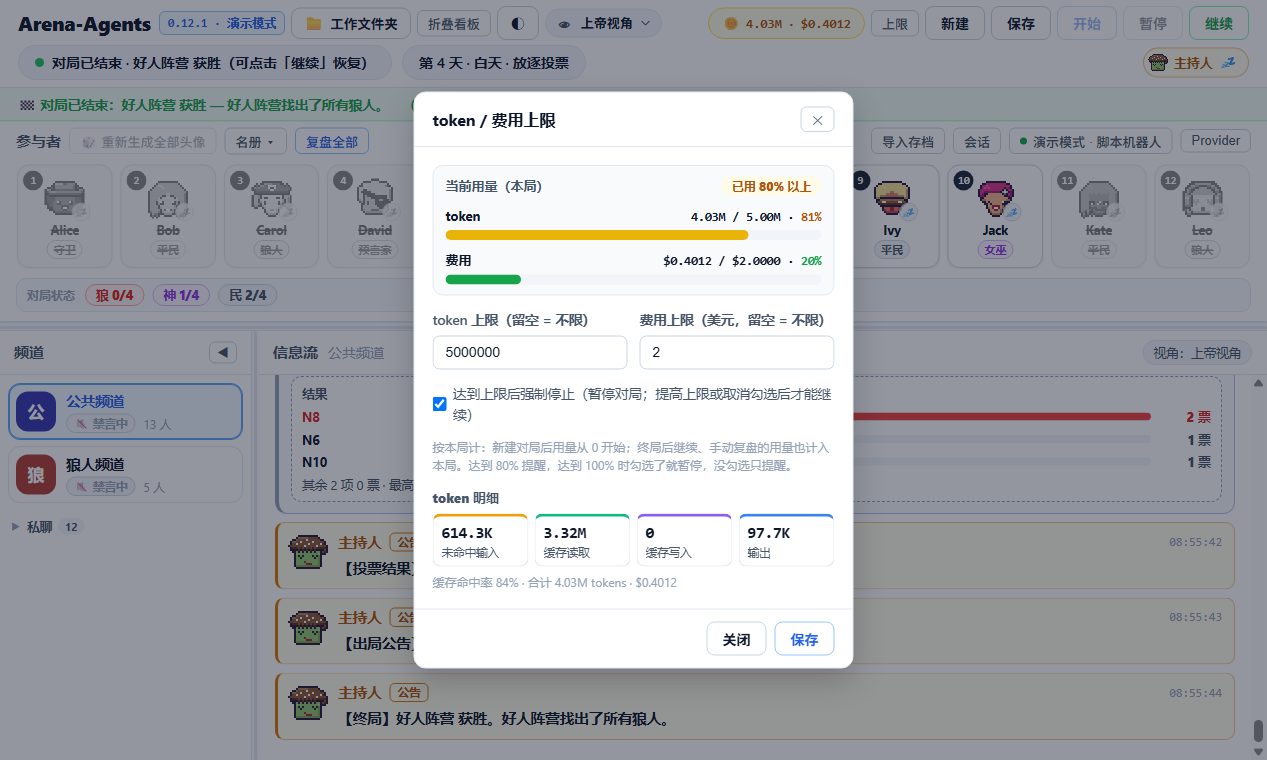 Arena-Agents
0.12.1 · 演示模式
工作文件夹
折叠看板
上帝视角
4.03M · $0.4012
上限
新建
保存
开始
暂停
继续
对局已结束 · 好人阵营 获胜（可点击「继续」恢复）
第 4 天 · 白天 · 放逐投票
主持人
对局已结束：好人阵营 获胜 — 好人阵营找出了所有狼人。
参与者
重新生成全部头像
名册
复盘全部
导入存档
会话
演示模式 · 脚本机器人
Provider
1
Alice
守卫
2
Bob
平民
3
Carol
狼人
4
David
预言家
9
Ivy
平民
10
Jack
女巫
11
Kate
平民
12
Leo
狼人
对局状态
狼 0/4
神 1/4
民 2/4
频道
公
公共频道
禁言中
13 人
狼
狼人频道
禁言中
5 人
私聊
12
信息流
公共频道
视角：上帝视角
结果
N8
2 票
N6
1 票
N10
1 票
其余 2 项 0 票 · 最高
主持人
公告
08:55:42
【投票结果】
主持人
公告
08:55:43
【出局公告】
主持人
公告
08:55:44
【终局】好人阵营 获胜。好人阵营找出了所有狼人。
token / 费用上限
当前用量（本局）
已用 80% 以上
token
4.03M / 5.00M · 81%
费用
$0.4012 / $2.0000 · 20%
token 上限（留空 = 不限）
费用上限（美元，留空 = 不限）
5000000
2
达到上限后强制停止（暂停对局；提高上限或取消勾选后才能继
续）
按本局计：新建对局后用量从 0 开始；终局后继续、手动复盘的用量也计入
本局。达到 80% 提醒，达到 100% 时勾选了就暂停，没勾选只提醒。
token 明细
614.3K
未命中输入
3.32M
缓存读取
0
缓存写入
97.7K
输出
缓存命中率 84% · 合计 4.03M tokens · $0.4012
关闭
保存